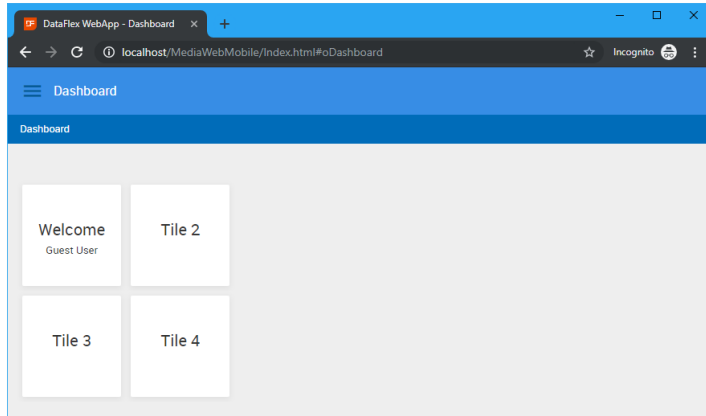 DataFlex WebApp - Dashboard
localhost/MediaWebMobile/Index.html#oDashboard
Incognito
Dashboard
Dashboard
Welcome
Guest User
Tile 2
Tile 3
Tile 4